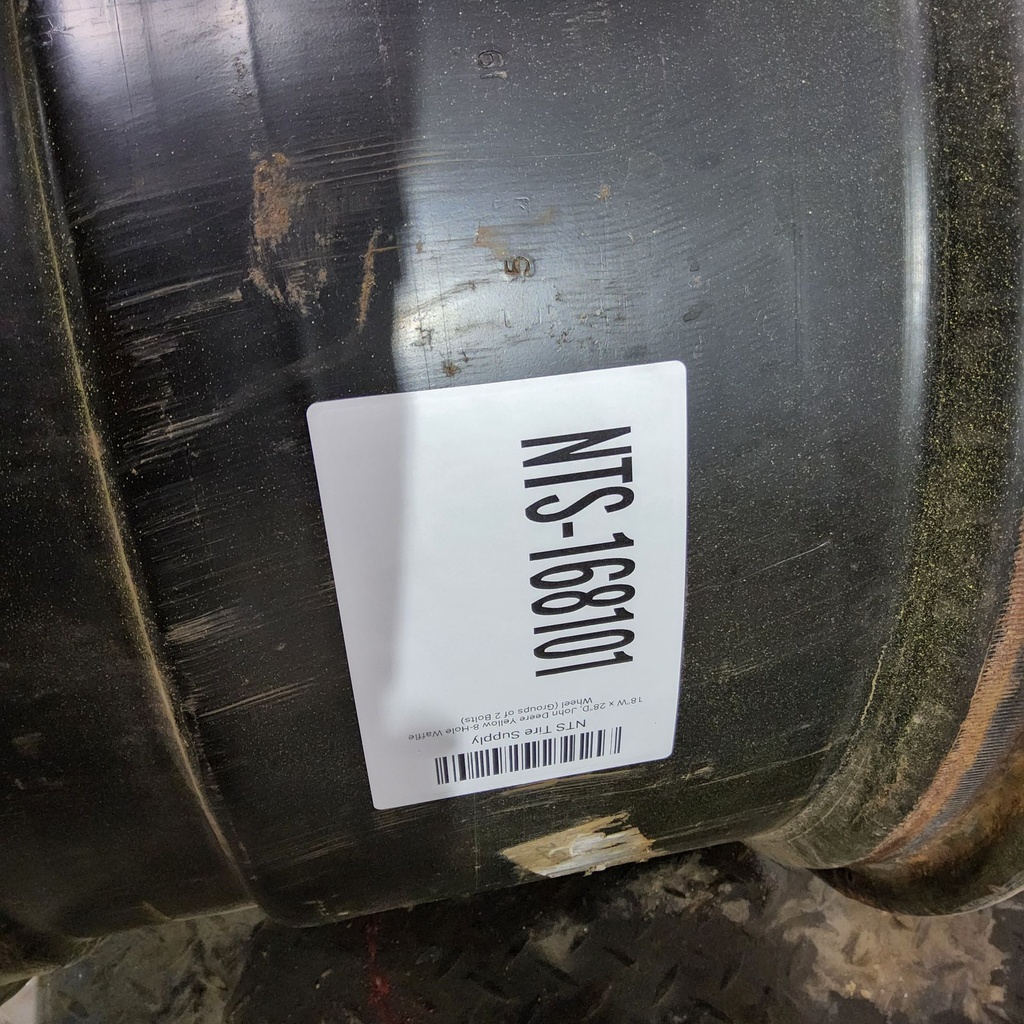 NTS-168101
NTS Tire Supply
18"W x 28"D, John Deere Yellow 8-Hole Waffle
Wheel (Groups of 2 Bolts)